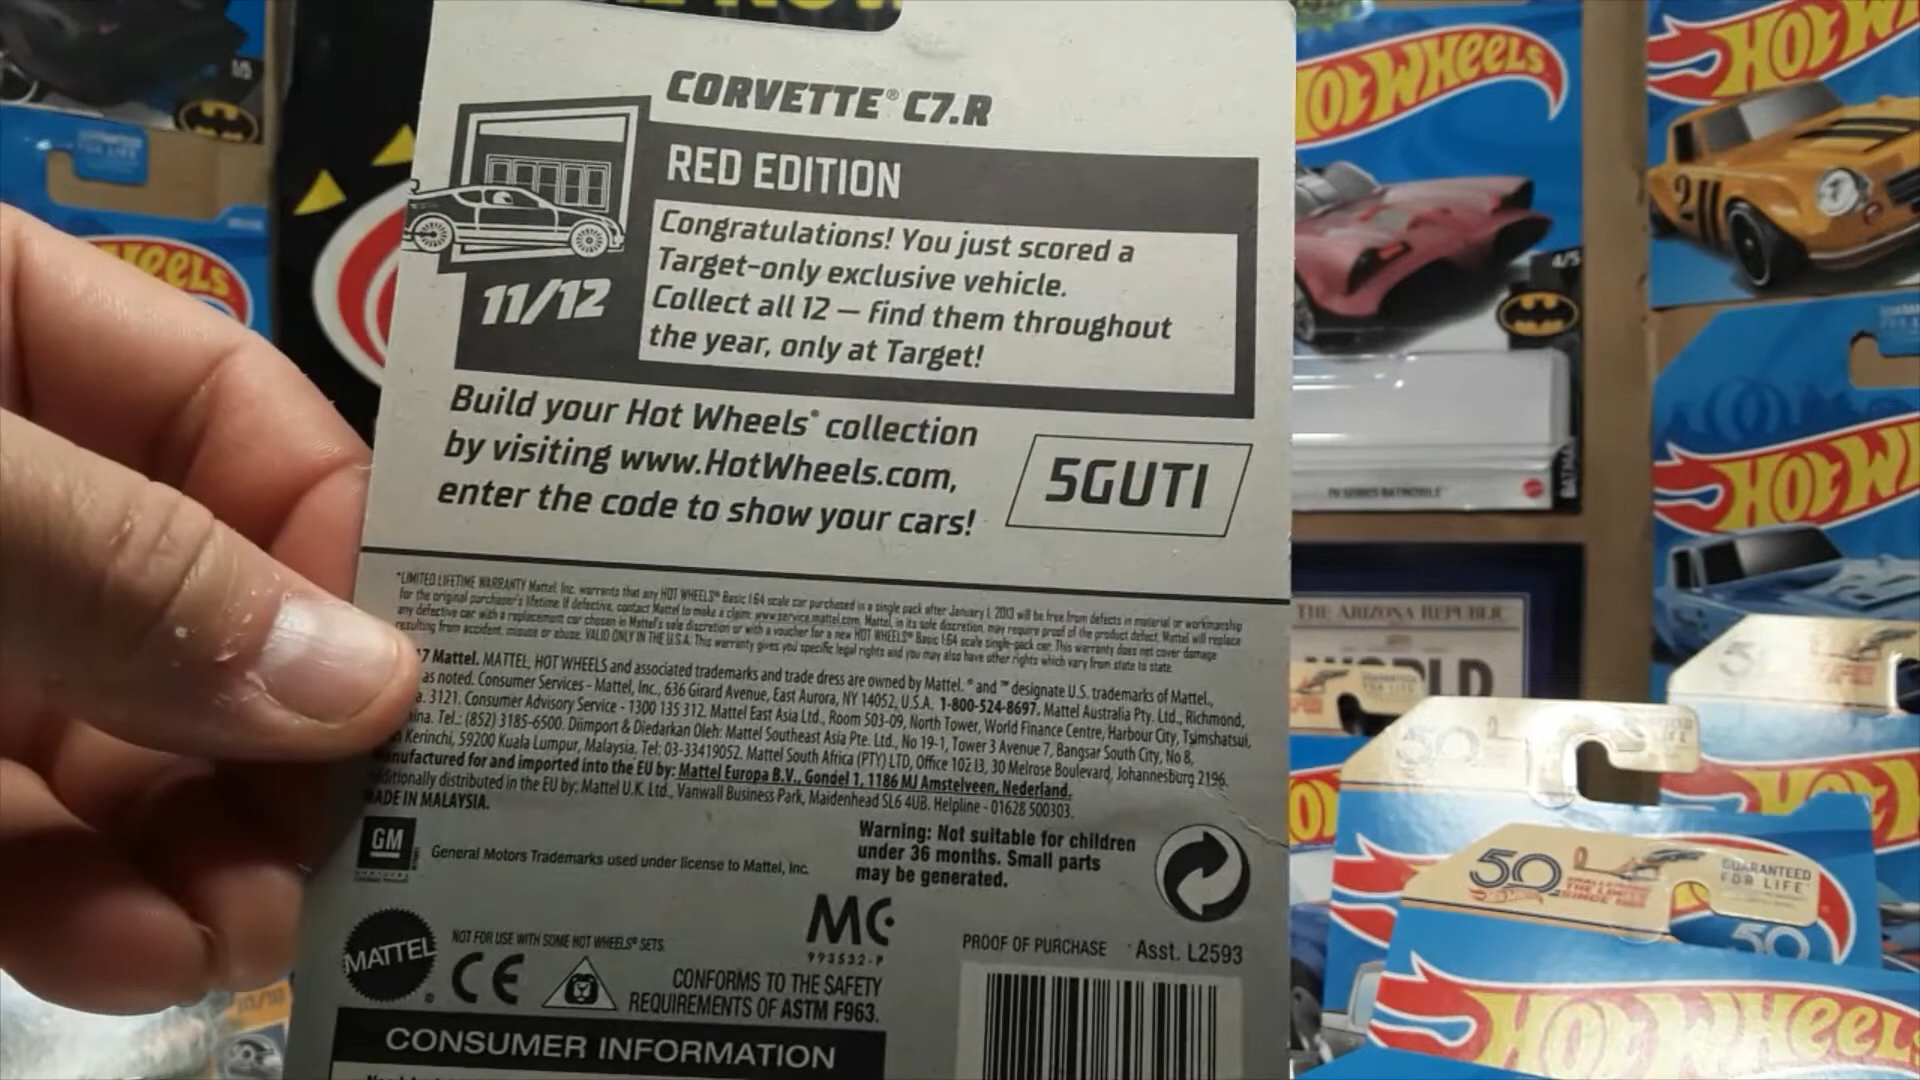 CORVETTE® C7.R
RED EDITION
11/12
Congratulations! You just scored a
Target-only exclusive vehicle.
Collect all 12 — find them throughout
the year, only at Target!
Build your Hot Wheels® collection
by visiting www.HotWheels.com,
enter the code to show your cars!
5GUTI
*LIMITED LIFETIME WARRANTY Mattel, Inc. warrants that any HOT WHEELS® Basic 1:64 scale car purchased in a single pack after January 1, 2013 will be free from defects in material or workmanship
for the original purchaser's lifetime. If defective, contact Mattel to make a claim: www.service.mattel.com. Mattel, in its sole discretion, may require proof of the product defect. Mattel will replace
any defective car with a replacement car chosen in Mattel's sole discretion or with a voucher for a new HOT WHEELS® Basic 1:64 scale single-pack car. This warranty does not cover damage
resulting from accident, misuse or abuse. VALID ONLY IN THE U.S.A. This warranty gives you specific legal rights and you may also have other rights which vary from state to state.
7 Mattel. MATTEL, HOT WHEELS and associated trademarks and trade dress are owned by Mattel. ® and ™ designate U.S. trademarks of Mattel,
as noted. Consumer Services - Mattel, Inc., 636 Girard Avenue, East Aurora, NY 14052, U.S.A. 1-800-524-8697. Mattel Australia Pty. Ltd., Richmond,
a. 3121. Consumer Advisory Service - 1300 135 312. Mattel East Asia Ltd., Room 503-09, North Tower, World Finance Centre, Harbour City, Tsimshatsui,
ina. Tel.: (852) 3185-6500. Diimport & Diedarkan Oleh: Mattel Southeast Asia Pte. Ltd., No 19-1, Tower 3 Avenue 7, Bangsar South City, No 8,
Kerinchi, 59200 Kuala Lumpur, Malaysia. Tel: 03-33419052. Mattel South Africa (PTY) LTD, Office 102 I3, 30 Melrose Boulevard, Johannesburg 2196.
anufactured for and imported into the EU by: Mattel Europa B.V., Gondel 1, 1186 MJ Amstelveen, Nederland.
ditionally distributed in the EU by: Mattel U.K. Ltd., Vanwall Business Park, Maidenhead SL6 4UB. Helpline - 01628 500303.
MADE IN MALAYSIA.
GM
General Motors Trademarks used under license to Mattel, Inc.
Warning: Not suitable for children
under 36 months. Small parts
may be generated.
MATTEL
®
NOT FOR USE WITH SOME HOT WHEELS® SETS.
CE
MC
993532-P
CONFORMS TO THE SAFETY
REQUIREMENTS OF ASTM F963.
PROOF OF PURCHASE
Asst. L2593
CONSUMER INFORMATION
1/5
HOT WHEELS
4/5
BATMAN
TV SERIES BATMOBILE
THE ARIZONA REPUBLIC
WORLD
HOT W
2
HOT W
50
GUARANTEED
FOR LIFE
50
HOT WHEELS
EELS